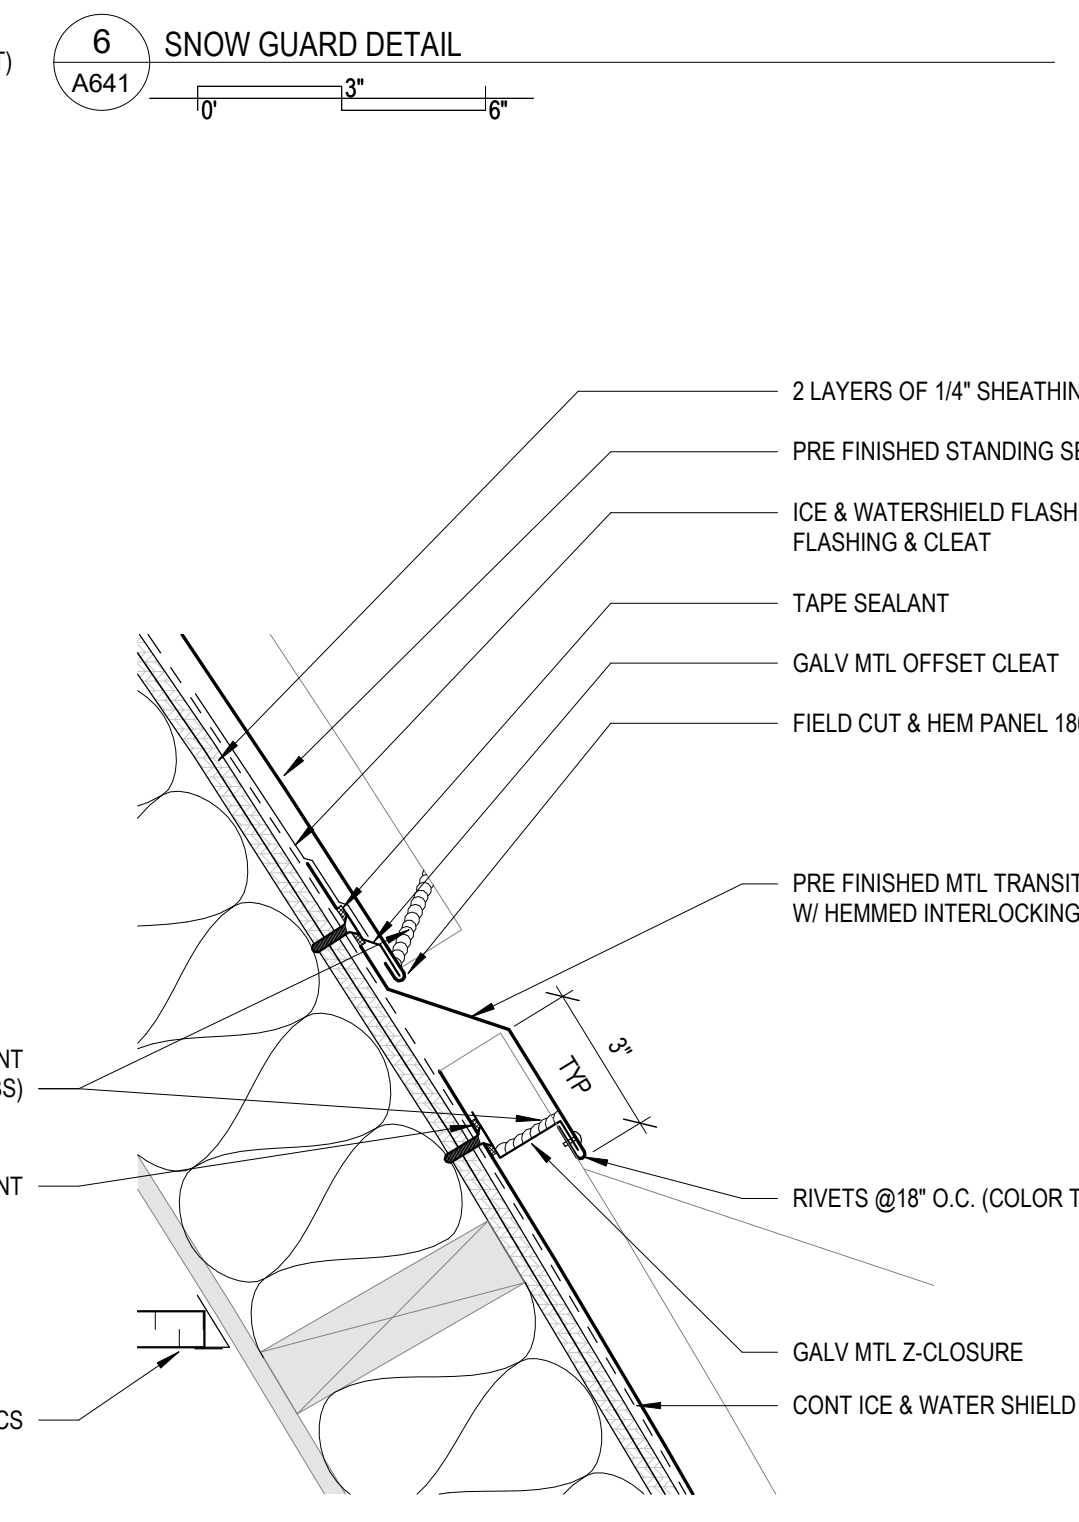 T)
6
SNOW GUARD DETAIL
A641
0'
3"
6"
2 LAYERS OF 1/4" SHEATHIN
PRE FINISHED STANDING SE
ICE & WATERSHIELD FLASH
FLASHING & CLEAT
TAPE SEALANT
GALV MTL OFFSET CLEAT
FIELD CUT & HEM PANEL 18
PRE FINISHED MTL TRANSIT
W/ HEMMED INTERLOCKING
3"
TYP
NT
BS)
NT
RIVETS @18" O.C. (COLOR T
GALV MTL Z-CLOSURE
CONT ICE & WATER SHIELD
CS